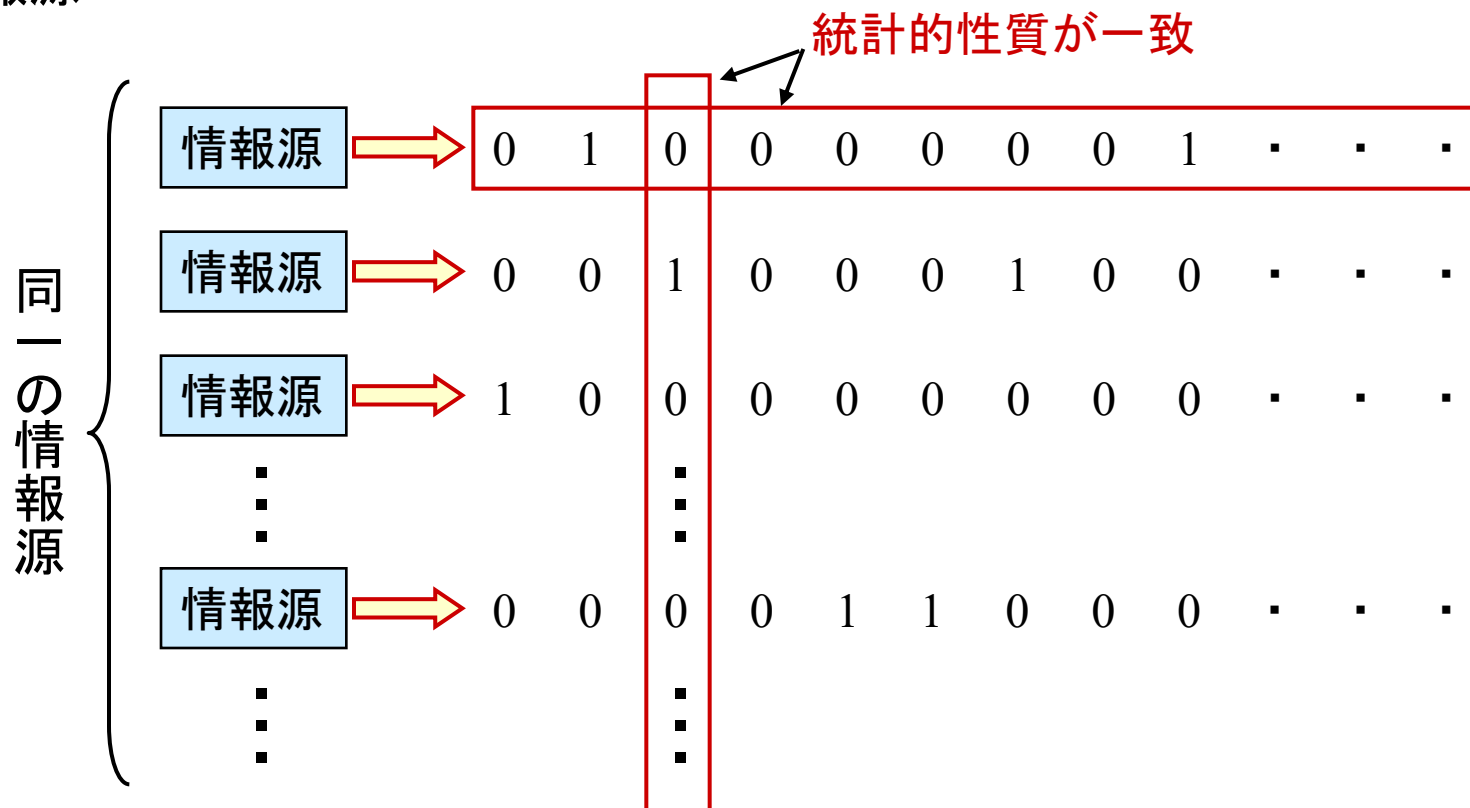 統計的性質が一致
情報源 0 1 0 0 0 0 0 0 1 ・ ・ ・
情報源 0 0 1 0 0 0 1 0 0 ・ ・ ・
情報源 1 0 0 0 0 0 0 0 0 ・ ・ ・
情報源 0 0 0 0 1 1 0 0 0 ・ ・ ・
同一の情報源